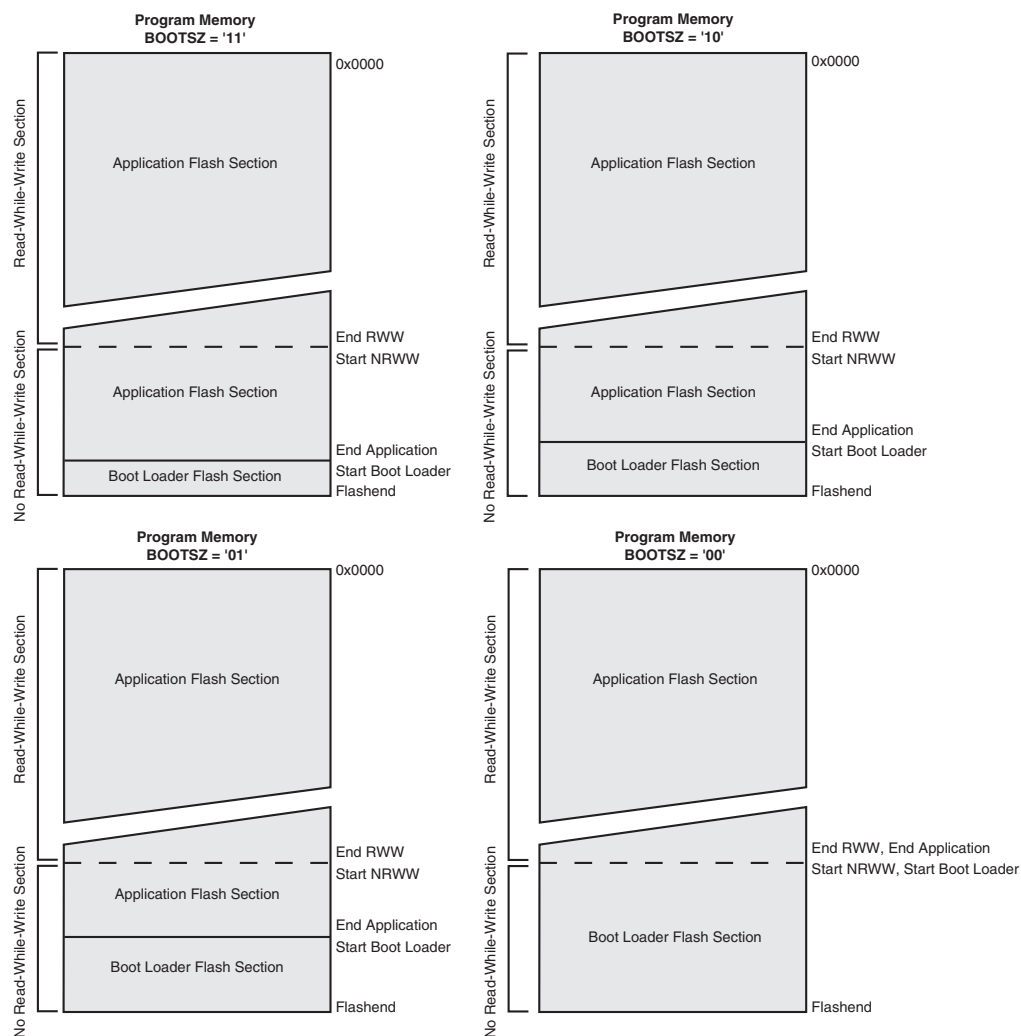 Program Memory
BOOTSZ = '11'
0x0000
Read-While-Write Section
Application Flash Section
End RWW
Start NRWW
No Read-While-Write Section
Application Flash Section
End Application
Start Boot Loader
Boot Loader Flash Section
Flashend
Program Memory
BOOTSZ = '10'
0x0000
Read-While-Write Section
Application Flash Section
End RWW
Start NRWW
No Read-While-Write Section
Application Flash Section
End Application
Start Boot Loader
Boot Loader Flash Section
Flashend
Program Memory
BOOTSZ = '01'
0x0000
Read-While-Write Section
Application Flash Section
End RWW
Start NRWW
No Read-While-Write Section
Application Flash Section
End Application
Start Boot Loader
Boot Loader Flash Section
Flashend
Program Memory
BOOTSZ = '00'
0x0000
Read-While-Write Section
Application Flash Section
End RWW, End Application
Start NRWW, Start Boot Loader
No Read-While-Write Section
Boot Loader Flash Section
Flashend